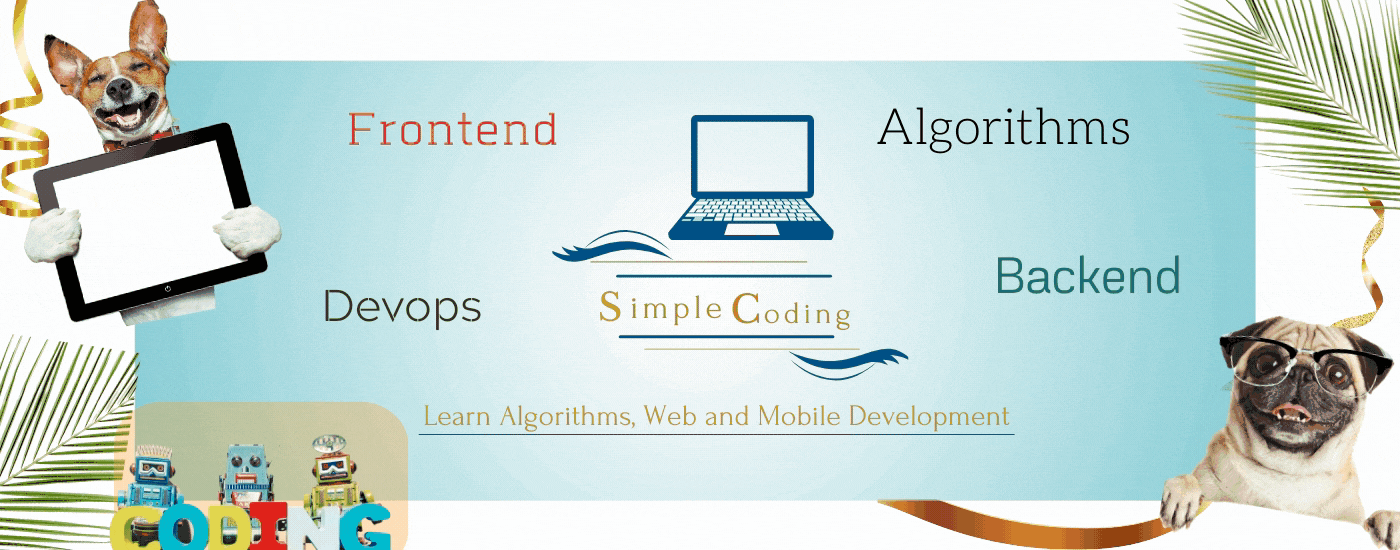 Frontend
Algorithms
Backend
Devops
Simple Coding
Learn Algorithms, Web and Mobile Development
CODING